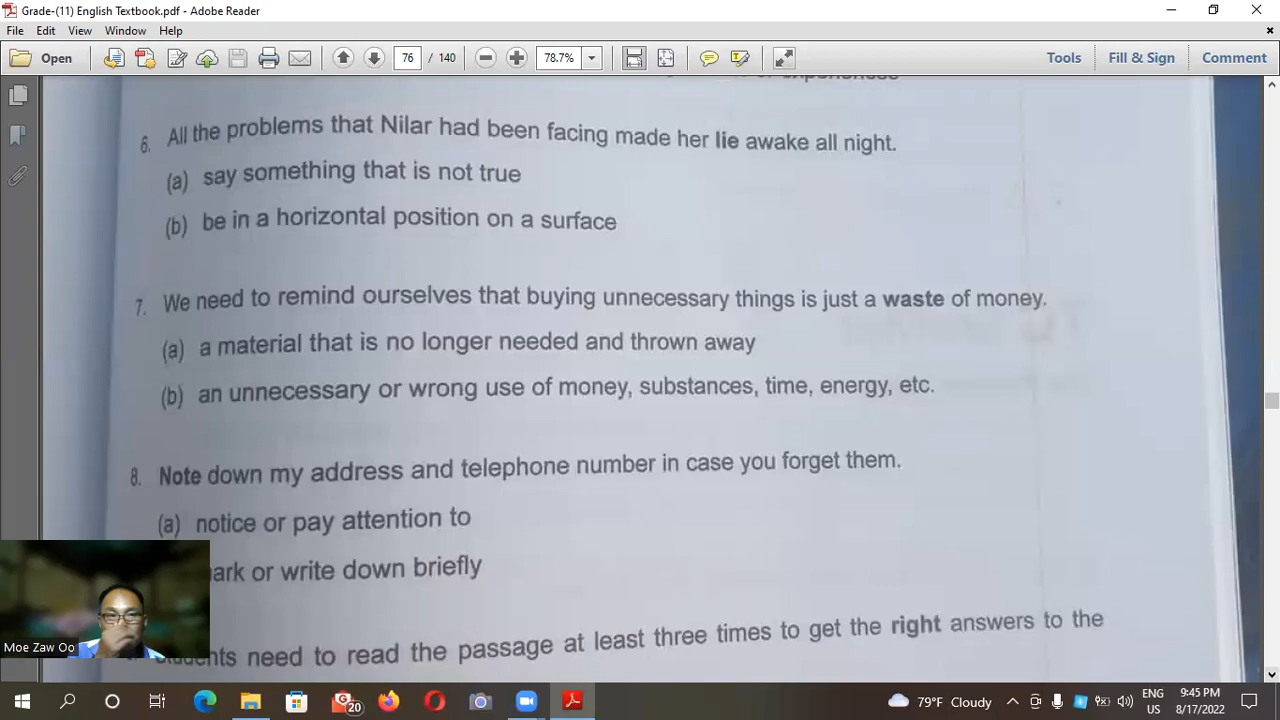 Grade-(11) English Textbook.pdf - Adobe Reader
File Edit View Window Help
Open 76 / 140 78.7% Tools Fill & Sign Comment
experiences
6. All the problems that Nilar had been facing made her lie awake all night.
(a) say something that is not true
(b) be in a horizontal position on a surface
7. We need to remind ourselves that buying unnecessary things is just a waste of money.
(a) a material that is no longer needed and thrown away
(b) an unnecessary or wrong use of money, substances, time, energy, etc.
8. Note down my address and telephone number in case you forget them.
(a) notice or pay attention to
ark or write down briefly
need to read the passage at least three times to get the right answers to the
Moe Zaw Oo
20 79°F Cloudy ENG 9:45 PM
US 8/17/2022